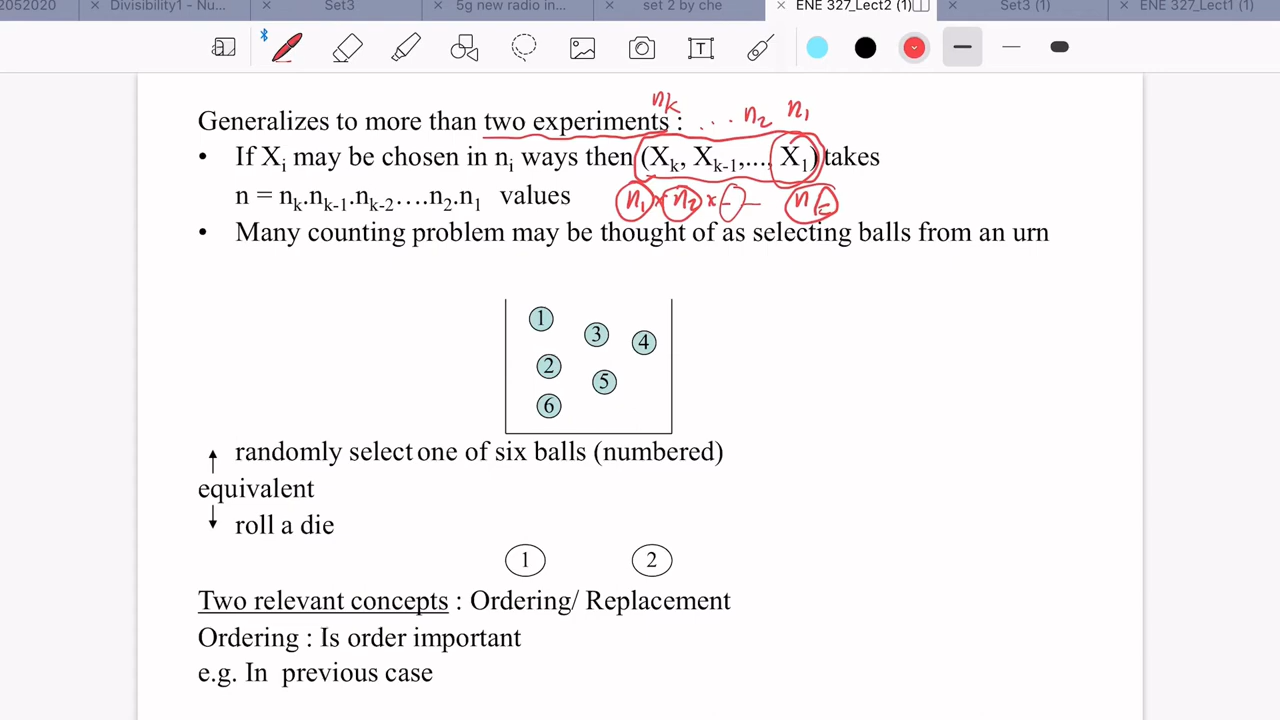 2052020
Divisibility1 - Nu...
Set3
5g new radio in...
set 2 by che
ENE 327_Lect2 (1)
Set3 (1)
ENE 327_Lect1 (1)
nk ... n2 n1
Generalizes to more than two experiments :
• If Xi may be chosen in ni ways then (Xk, Xk-1,..., X1) takes
n = nk.nk-1.nk-2....n2.n1 values
n1 × n2 × - - nk
• Many counting problem may be thought of as selecting balls from an urn
1
3
4
2
5
6
randomly select one of six balls (numbered)
equivalent
roll a die
1 2
Two relevant concepts : Ordering/ Replacement
Ordering : Is order important
e.g. In previous case